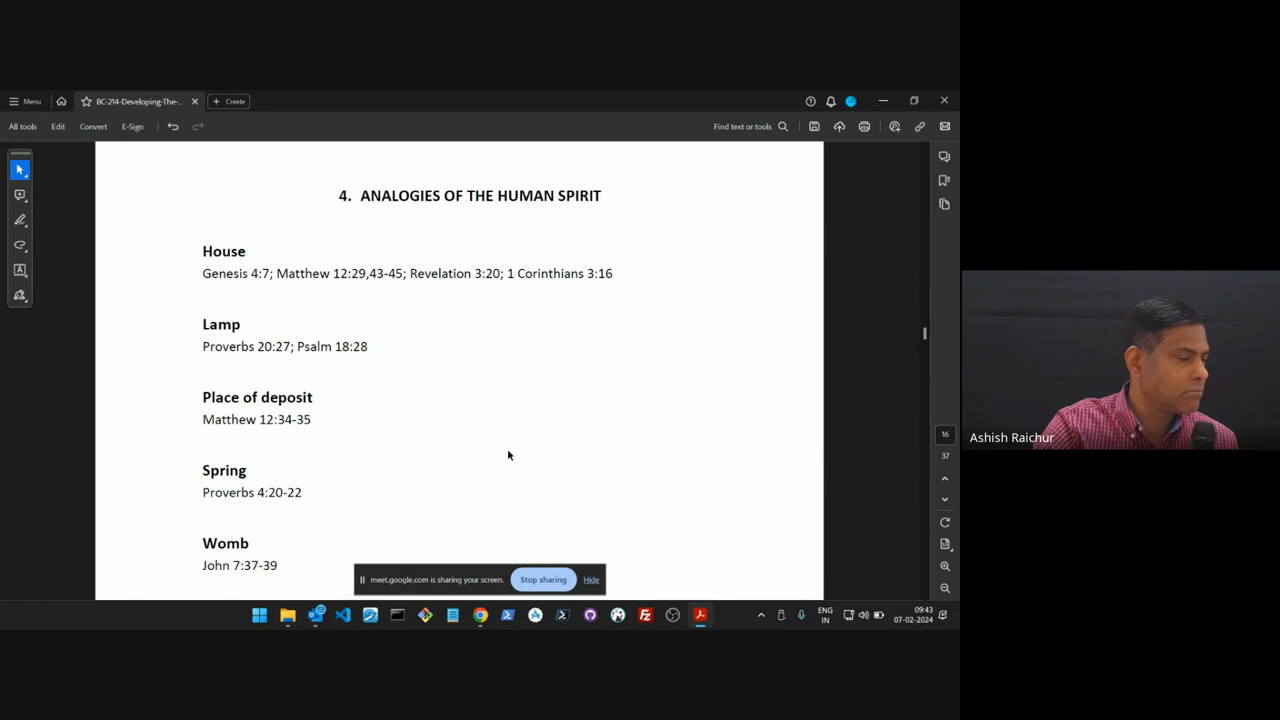 Menu
BC-214-Developing-The-...
Create
All tools
Edit
Convert
E-Sign
Find text or tools
4. ANALOGIES OF THE HUMAN SPIRIT
House
Genesis 4:7; Matthew 12:29,43-45; Revelation 3:20; 1 Corinthians 3:16
Lamp
Proverbs 20:27; Psalm 18:28
Place of deposit
Matthew 12:34-35
Spring
Proverbs 4:20-22
Womb
John 7:37-39
16
37
Ashish Raichur
meet.google.com is sharing your screen.
Stop sharing
Hide
ENG
IN
09:43
07-02-2024